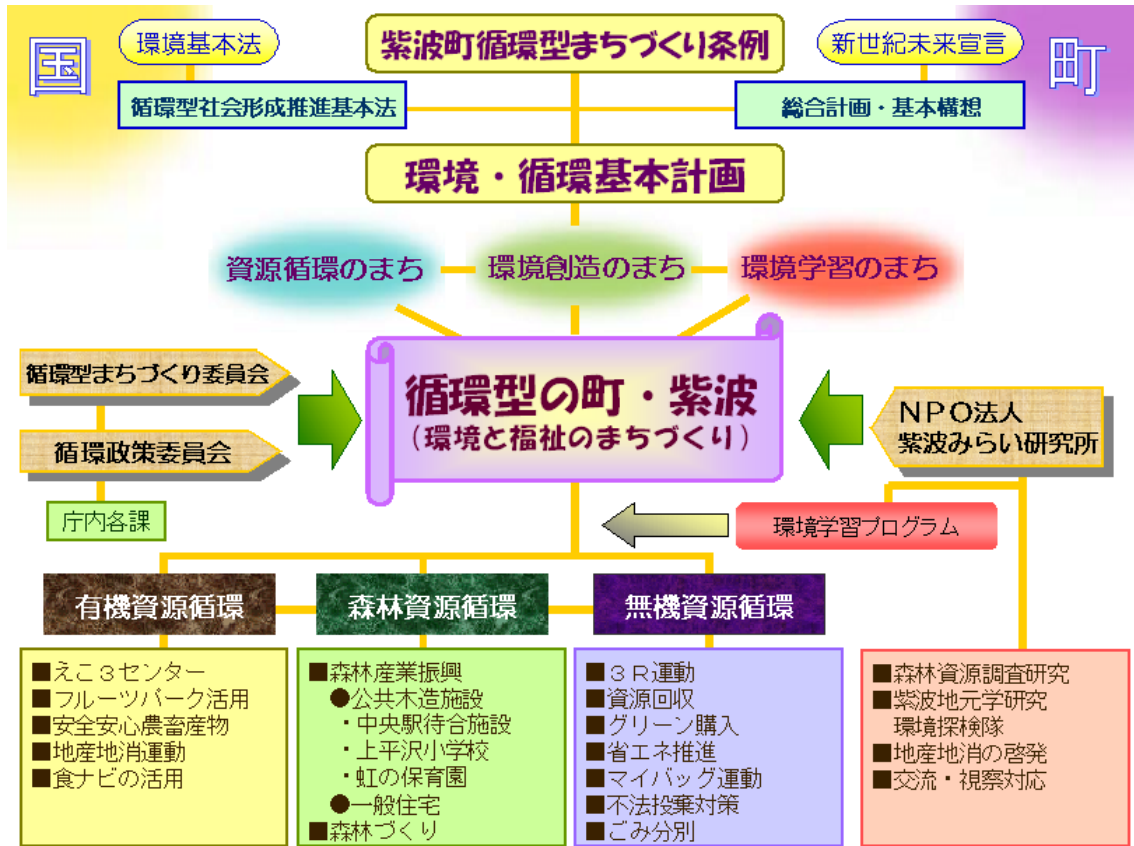 国
環境基本法
紫波町循環型まちづくり条例
新世紀未来宣言
町
循環型社会形成推進基本法
総合計画・基本構想
環境・循環基本計画
資源循環のまち
環境創造のまち
環境学習のまち
循環型まちづくり委員会
循環政策委員会
庁内各課
循環型の町・紫波
(環境と福祉のまちづくり)
NPO法人
紫波みらい研究所
環境学習プログラム
有機資源循環
森林資源循環
無機資源循環
■えこ3センター
■フルーツパーク活用
■安全安心農畜産物
■地産地消運動
■食ナビの活用
■森林産業振興
●公共木造施設
・中央駅待合施設
・上平沢小学校
・虹の保育園
●一般住宅
■森林づくり
■3R運動
■資源回収
■グリーン購入
■省エネ推進
■マイバッグ運動
■不法投棄対策
■ごみ分別
■森林資源調査研究
■紫波地元学研究
環境探検隊
■地産地消の啓発
■交流・視察対応